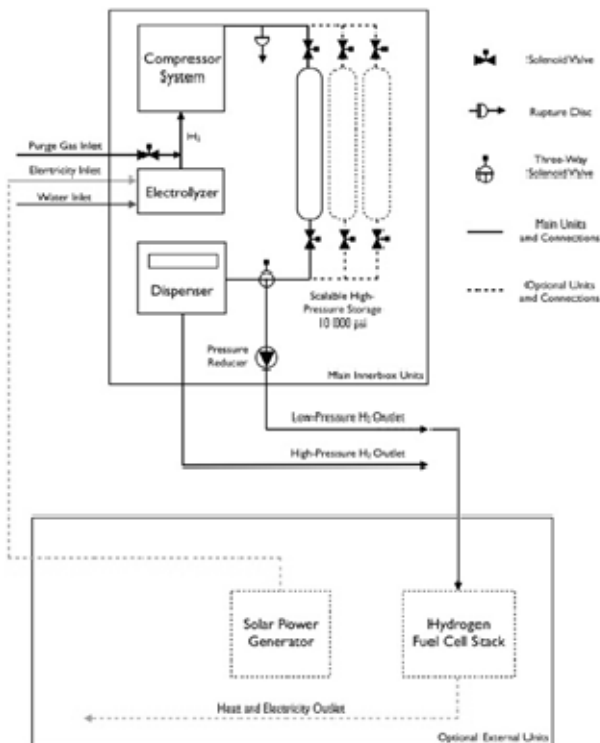 Compressor
System
H₂
Purge Gas Inlet
Electricity Inlet
Water Inlet
Electrollyzer
Dispenser
Scalable High-
Pressure Storage
10 000 psi
Pressure
Reducier
Mlain Innerbox Units
Low-Pressure H₂ Outlet
High-Pressure H₂ Outlet
Solenoid Valve
Rupture Disc
Three-Way
Solenoid Valve
Main Units
and Connections
Optional Units
and Connections
Solar Power
Generator
Hydrogen
Fuel Cell Stack
Heat and Electricity Outlet
Optional External Units